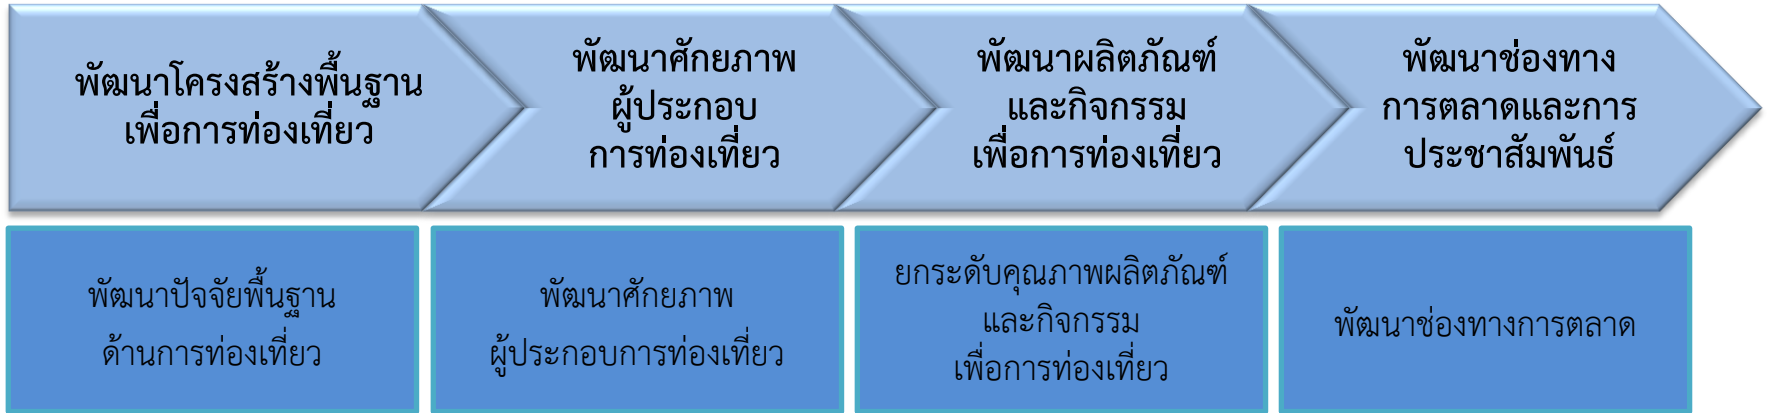 พัฒนาโครงสร้างพื้นฐาน
เพื่อการท่องเที่ยว
พัฒนาศักยภาพ
ผู้ประกอบ
การท่องเที่ยว
พัฒนาผลิตภัณฑ์
และกิจกรรม
เพื่อการท่องเที่ยว
พัฒนาช่องทาง
การตลาดและการ
ประชาสัมพันธ์
พัฒนาปัจจัยพื้นฐาน
ด้านการท่องเที่ยว
พัฒนาศักยภาพ
ผู้ประกอบการท่องเที่ยว
ยกระดับคุณภาพผลิตภัณฑ์
และกิจกรรม
เพื่อการท่องเที่ยว
พัฒนาช่องทางการตลาด